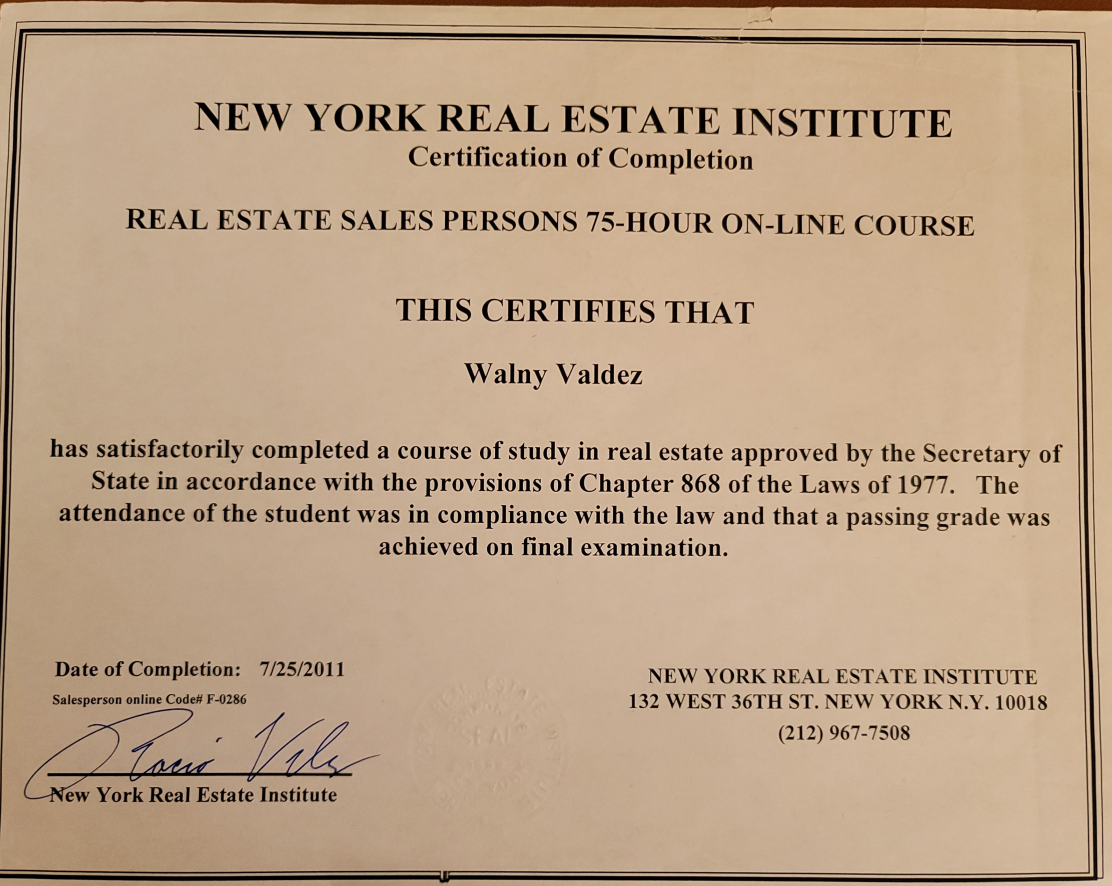 NEW YORK REAL ESTATE INSTITUTE
Certification of Completion
REAL ESTATE SALES PERSONS 75-HOUR ON-LINE COURSE
THIS CERTIFIES THAT
Walny Valdez
has satisfactorily completed a course of study in real estate approved by the Secretary of
State in accordance with the provisions of Chapter 868 of the Laws of 1977. The
attendance of the student was in compliance with the law and that a passing grade was
achieved on final examination.
Date of Completion: 7/25/2011
Salesperson online Code# F-0286
New York Real Estate Institute
NEW YORK REAL ESTATE INSTITUTE
132 WEST 36TH ST. NEW YORK N.Y. 10018
(212) 967-7508